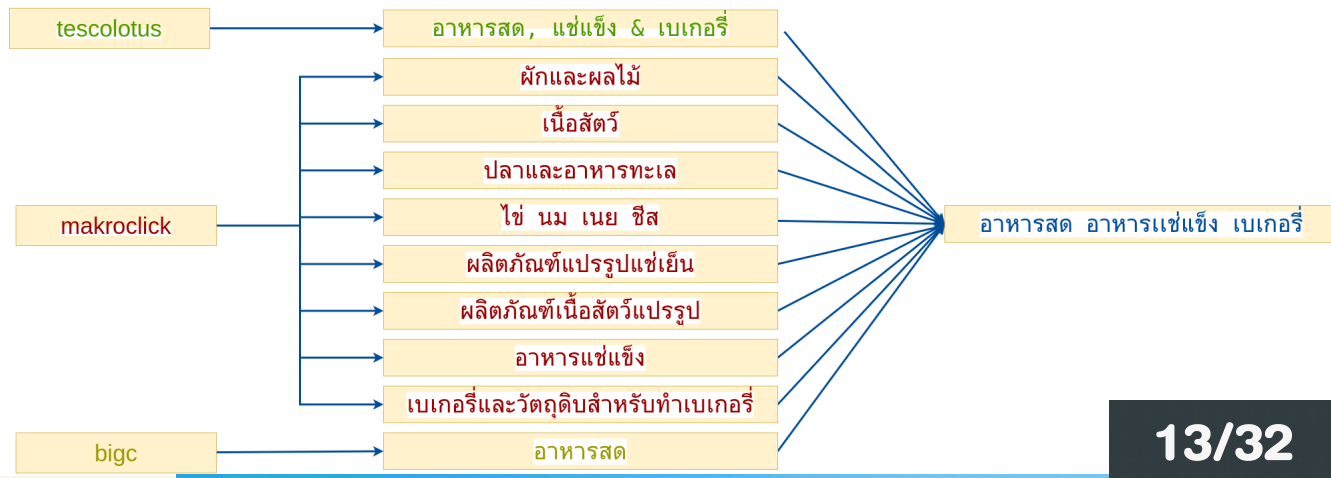 tescolotus
อาหารสด, แช่แข็ง & เบเกอรี่
ผักและผลไม้
เนื้อสัตว์
ปลาและอาหารทะเล
makroclick
ไข่ นม เนย ชีส
อาหารสด อาหารเเช่แข็ง เบเกอรี่
ผลิตภัณฑ์แปรรูปแช่เย็น
ผลิตภัณฑ์เนื้อสัตว์แปรรูป
อาหารแช่แข็ง
เบเกอรี่และวัตถุดิบสำหรับทำเบเกอรี่
bigc
อาหารสด
13/32